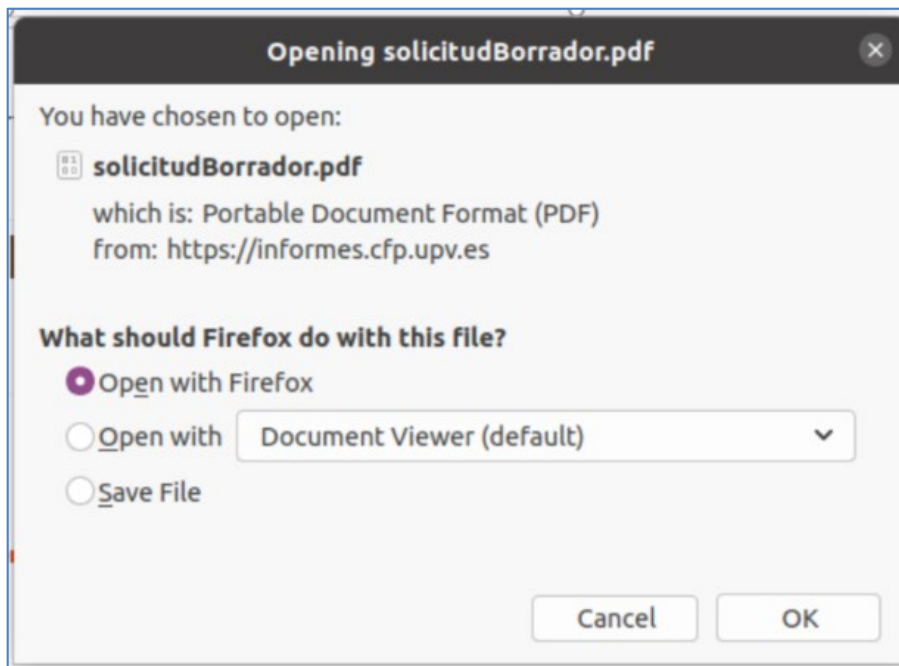 Opening solicitudBorrador.pdf
You have chosen to open:
solicitudBorrador.pdf
which is: Portable Document Format (PDF)
from: https://informes.cfp.upv.es
What should Firefox do with this file?
Open with Firefox
Open with Document Viewer (default)
Save File
Cancel OK